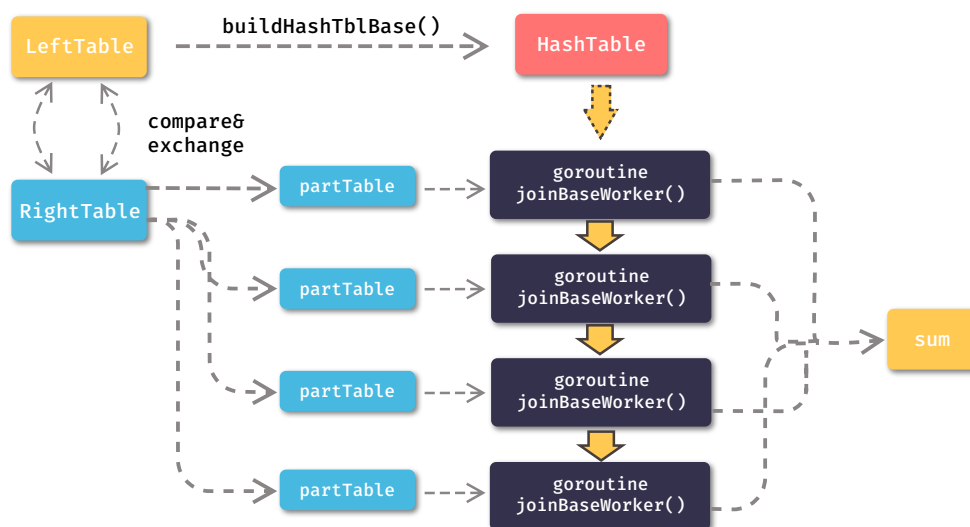 buildHashTblBase()
LeftTable
HashTable
compare&
exchange
RightTable
partTable
goroutine
joinBaseWorker()
partTable
goroutine
joinBaseWorker()
sum
partTable
goroutine
joinBaseWorker()
partTable
goroutine
joinBaseWorker()